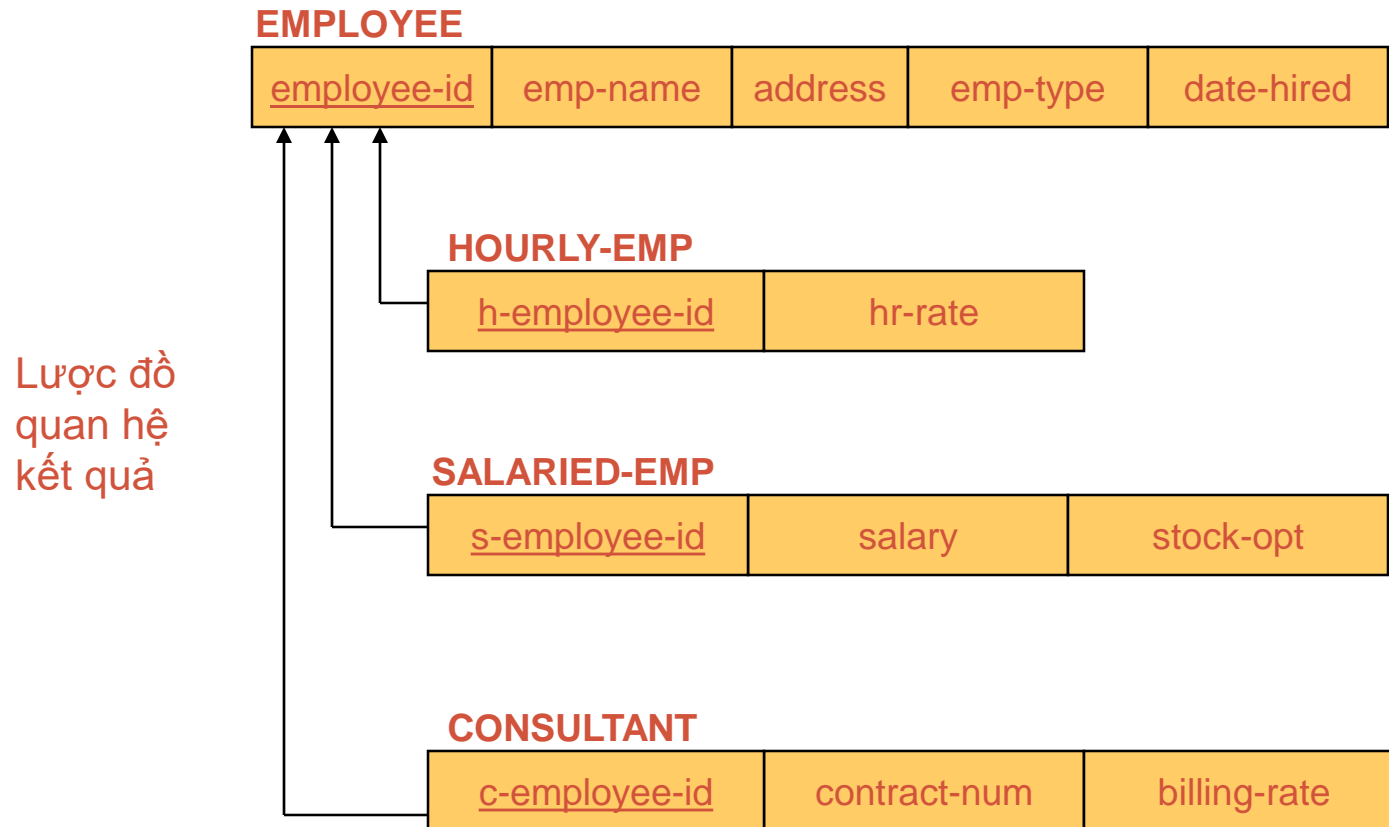 EMPLOYEE
employee-id emp-name address emp-type date-hired
HOURLY-EMP
h-employee-id hr-rate
Lược đồ
quan hệ
kết quả
SALARIED-EMP
s-employee-id salary stock-opt
CONSULTANT
c-employee-id contract-num billing-rate